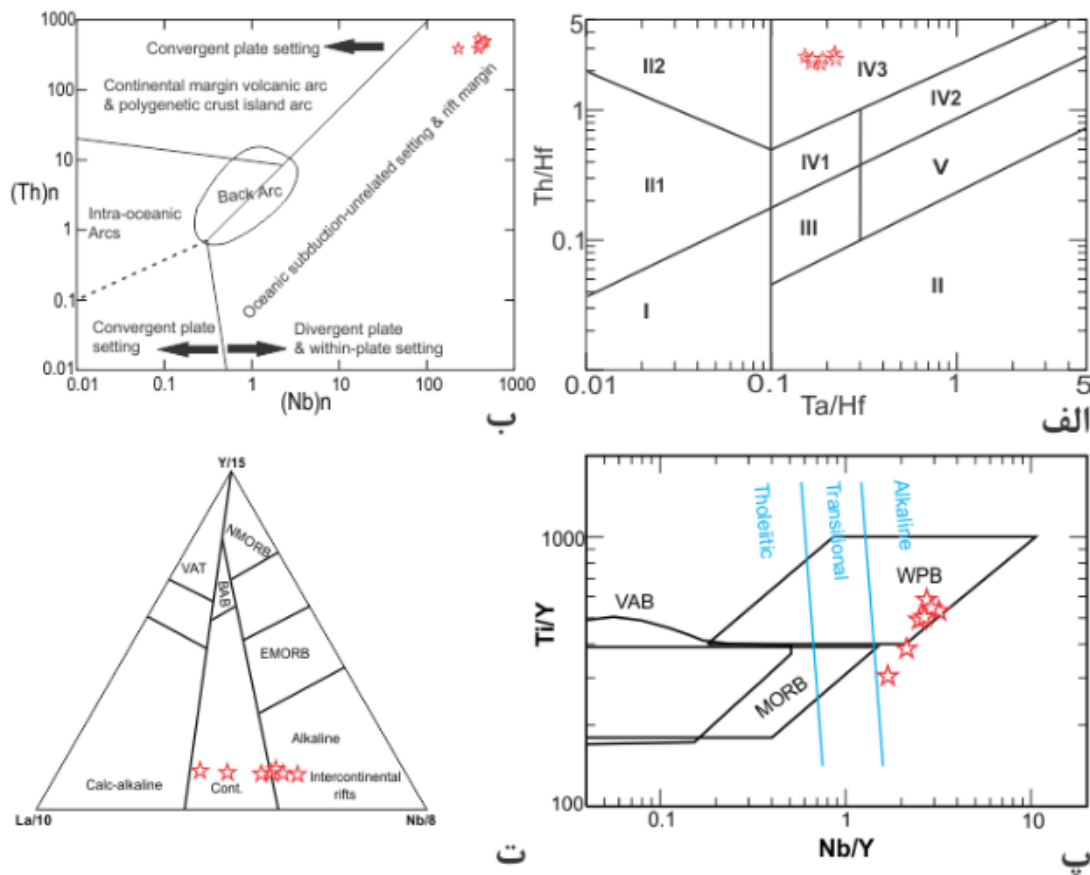 1000
100
10
1
0.1
0.01
(Th)n
Convergent plate
setting
Continental margin volcanic arc
& polygenetic crust island arc
Back Arc
Intra-oceanic
Arcs
Oceanic subduction-unrelated setting & rift margin
Convergent plate
setting
Divergent plate
& within-plate setting
0.01
0.1
1
10
100
1000
(Nb)n
ب
5
1
0.1
Th/Hf
II2
IV3
IV2
IV1
V
II1
III
II
I
0.01
0.1
1
5
Ta/Hf
الف
Y/15
NMORB
VAT
BAB
EMORB
Alkaline
Calc-alkaline
Cont.
Intercontinental
rifts
La/10
Nb/8
ت
1000
100
Ti/Y
Tholeiitic
Transitional
Alkaline
WPB
VAB
MORB
0.1
1
10
Nb/Y
پ